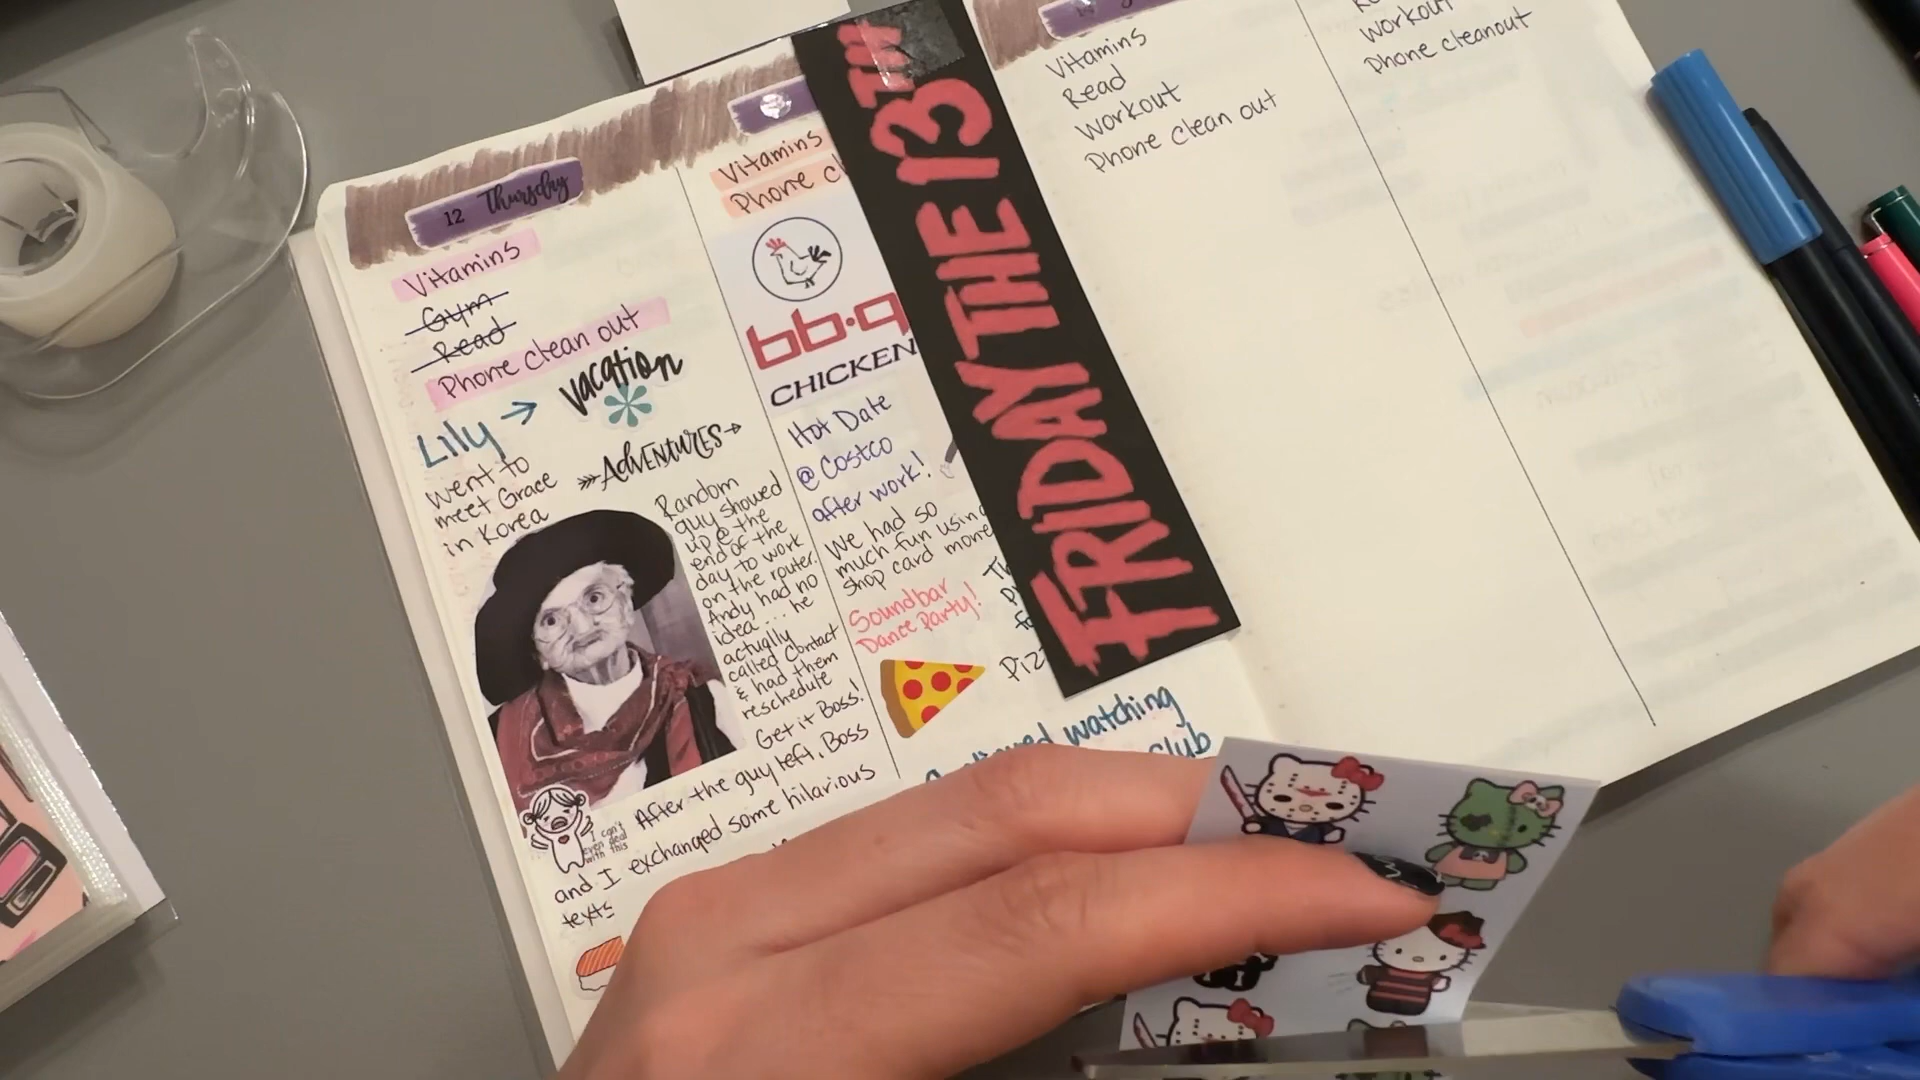 12 Thursday
Vitamins
Gym
Read
Phone clean out
Lily → vacation
Adventures
went to
meet Grace
in Korea
Random
guy showed
up @ the
end of the
day to work
on the router.
Andy had no
idea... he
actually
called Contact
& had them
reschedule
Get it Boss!
After the guy left, Boss
and I exchanged some hilarious
texts
I can't
even deal
with this
Vitamins
Phone cl
bb.q
CHICKEN
Hot Date
@ Costco
after work!
We had so
much fun using
shop card mone
Soundbar
Dance Party!
Piz
watching
club
FRIDAY THE 13TH
Vitamins
Read
Workout
Phone clean out
Workout
Phone cleanout